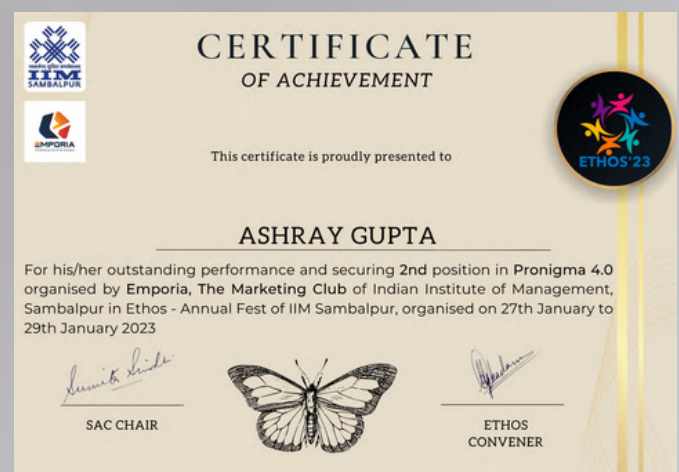 CERTIFICATE
OF ACHIEVEMENT
IIM
SAMBALPUR
EMPORIA
ETHOS'23
This certificate is proudly presented to
ASHRAY GUPTA
For his/her outstanding performance and securing 2nd position in Pronigma 4.0
organised by Emporia, The Marketing Club of Indian Institute of Management,
Sambalpur in Ethos - Annual Fest of IIM Sambalpur, organised on 27th January to
29th January 2023
SAC CHAIR
ETHOS
CONVENER